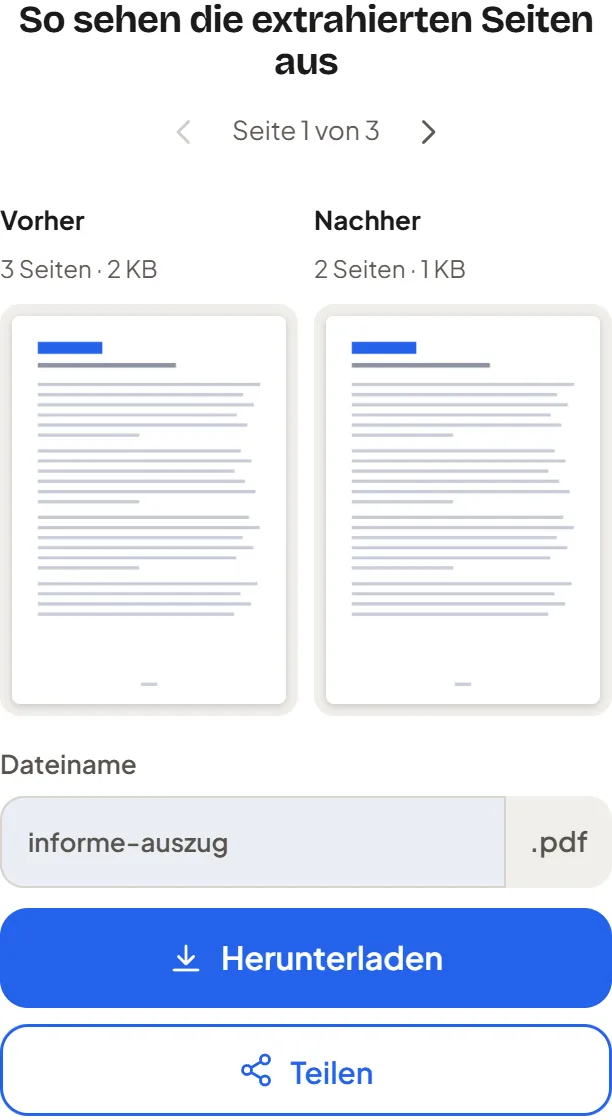 So sehen die extrahierten Seiten
aus
Seite 1 von 3
Vorher
3 Seiten · 2 KB
Nachher
2 Seiten · 1 KB
Dateiname
informe-auszug
.pdf
Herunterladen
Teilen